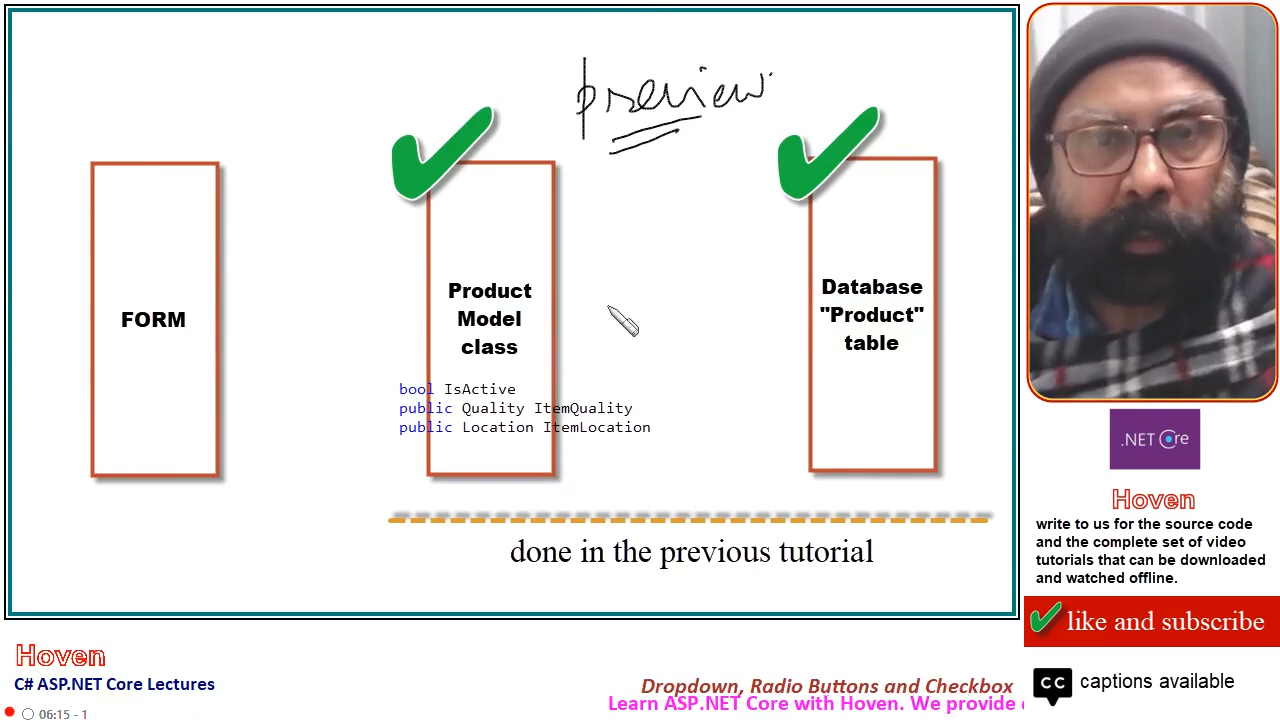 preview
FORM
Product
Model
class
bool IsActive
public Quality ItemQuality
public Location ItemLocation
Database
"Product"
table
done in the previous tutorial
.NET Core
Hoven
write to us for the source code
and the complete set of video
tutorials that can be downloaded
and watched offline.
like and subscribe
CC captions available
Hoven
C# ASP.NET Core Lectures
Dropdown, Radio Buttons and Checkbox
Learn ASP.NET Core with Hoven. We provide
06:15 - 1